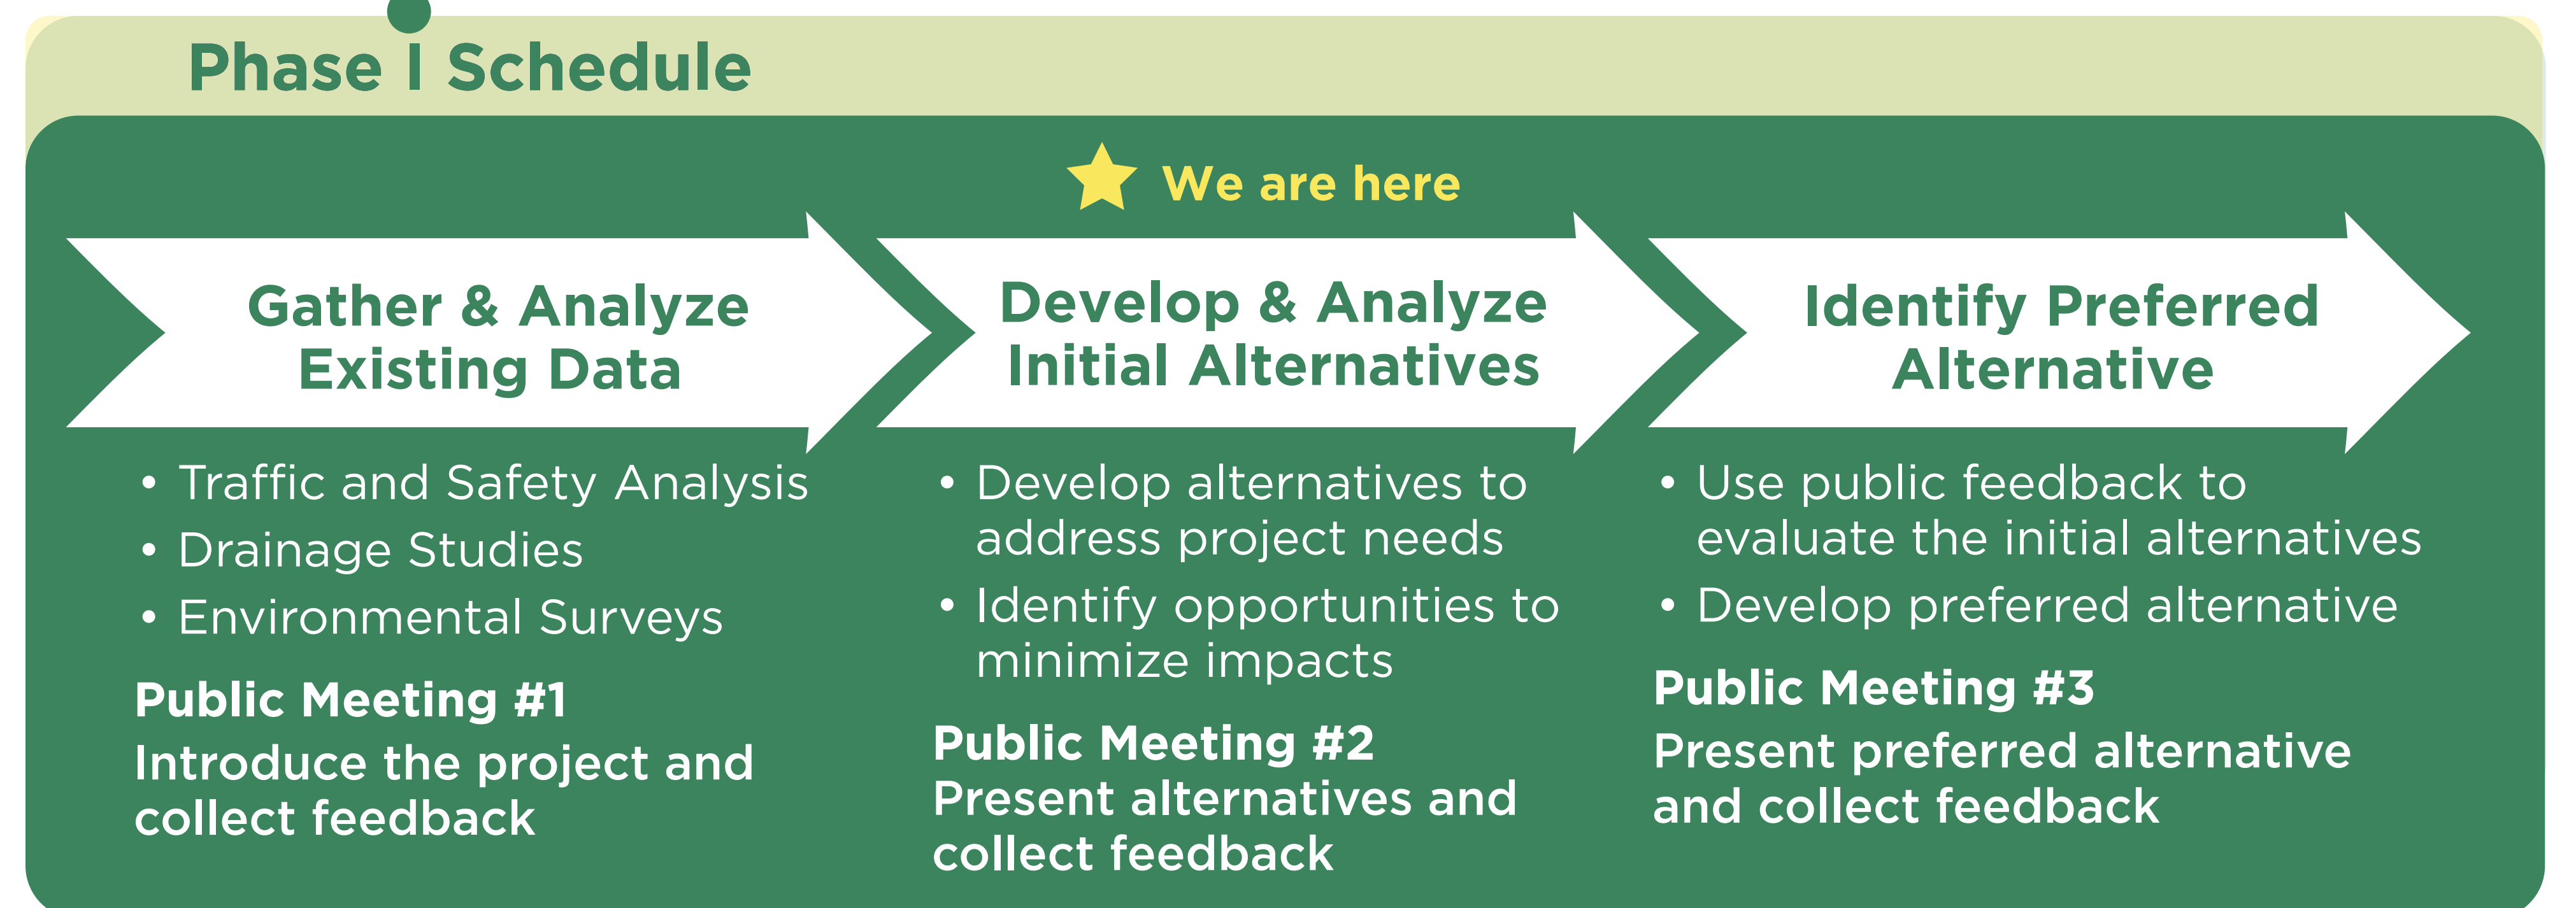 Phase I Schedule
We are here
Gather & Analyze
Existing Data
• Traffic and Safety Analysis
• Drainage Studies
• Environmental Surveys
Public Meeting #1
Introduce the project and
collect feedback
Develop & Analyze
Initial Alternatives
• Develop alternatives to
address project needs
• Identify opportunities to
minimize impacts
Public Meeting #2
Present alternatives and
collect feedback
Identify Preferred
Alternative
• Use public feedback to
evaluate the initial alternatives
• Develop preferred alternative
Public Meeting #3
Present preferred alternative
and collect feedback